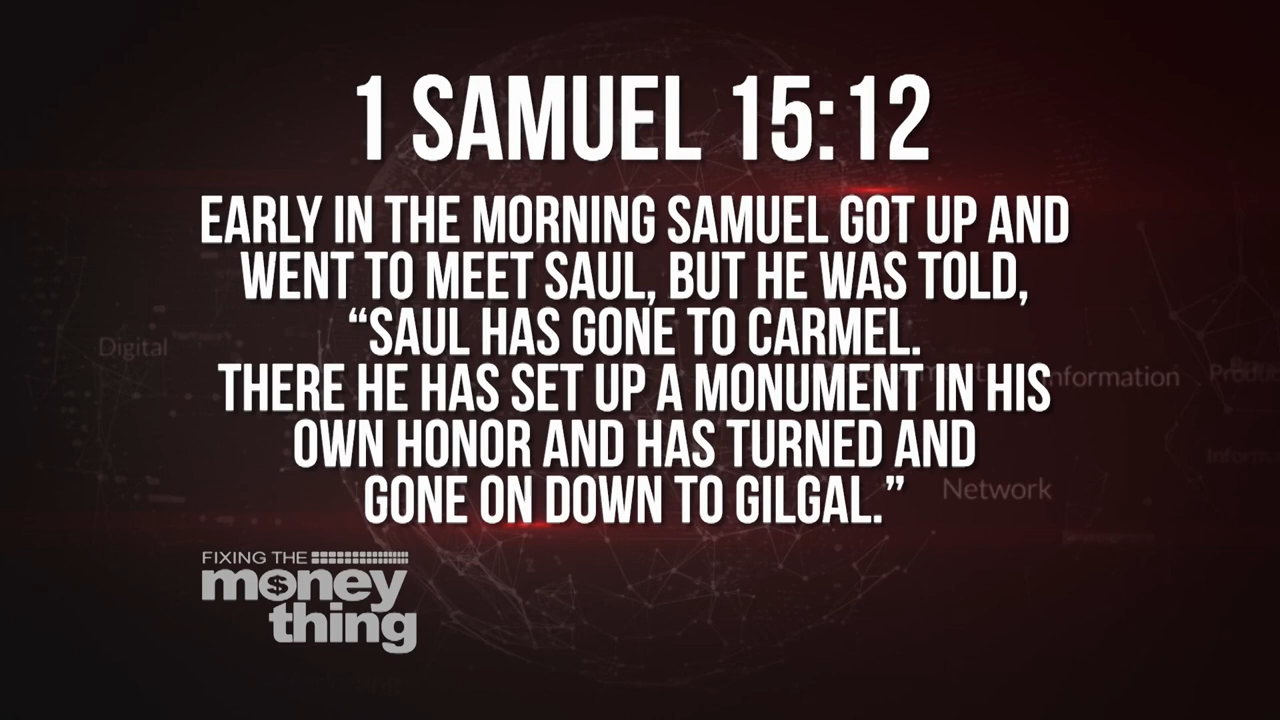 1 SAMUEL 15:12
EARLY IN THE MORNING SAMUEL GOT UP AND
WENT TO MEET SAUL, BUT HE WAS TOLD,
“SAUL HAS GONE TO CARMEL.
THERE HE HAS SET UP A MONUMENT IN HIS
OWN HONOR AND HAS TURNED AND
GONE ON DOWN TO GILGAL.”
Digital
Information
Network
FIXING THE
money
thing